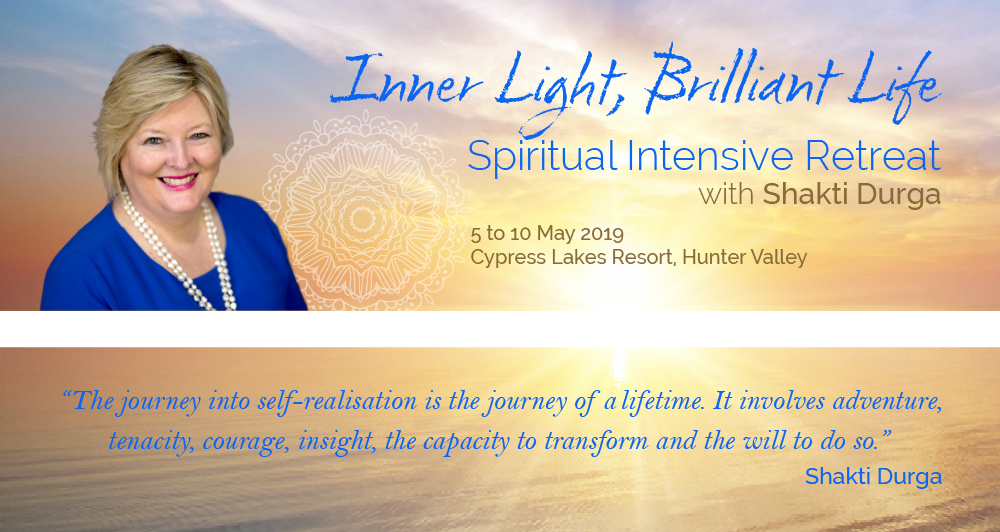 Inner Light, Brilliant Life
Spiritual Intensive Retreat
with Shakti Durga
5 to 10 May 2019
Cypress Lakes Resort, Hunter Valley
“The journey into self-realisation is the journey of a lifetime. It involves adventure,
tenacity, courage, insight, the capacity to transform and the will to do so.”
Shakti Durga